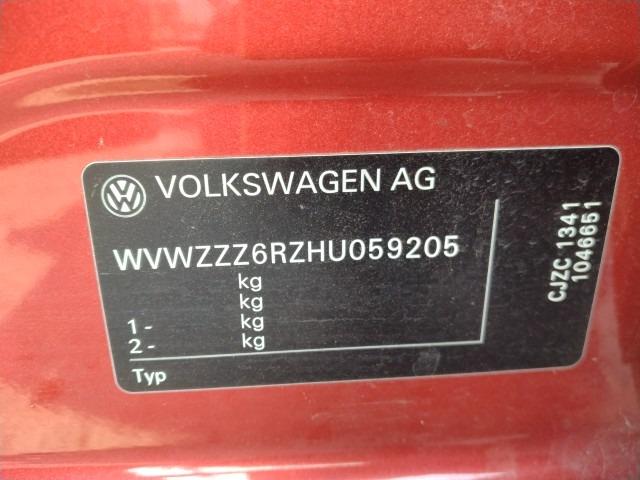 VOLKSWAGEN AG
WVWZZZ6RZHU059205
kg
kg
1 - kg
2 - kg
Typ
CJZC 1341
1046651